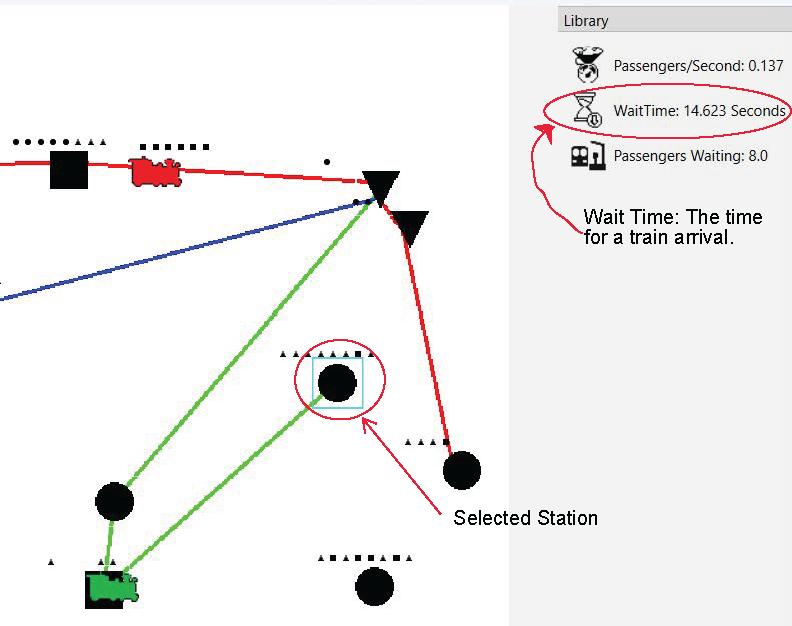 Library
Passengers/Second: 0.137
WaitTime: 14.623 Seconds
Passengers Waiting: 8.0
Wait Time: The time
for a train arrival.
Selected Station